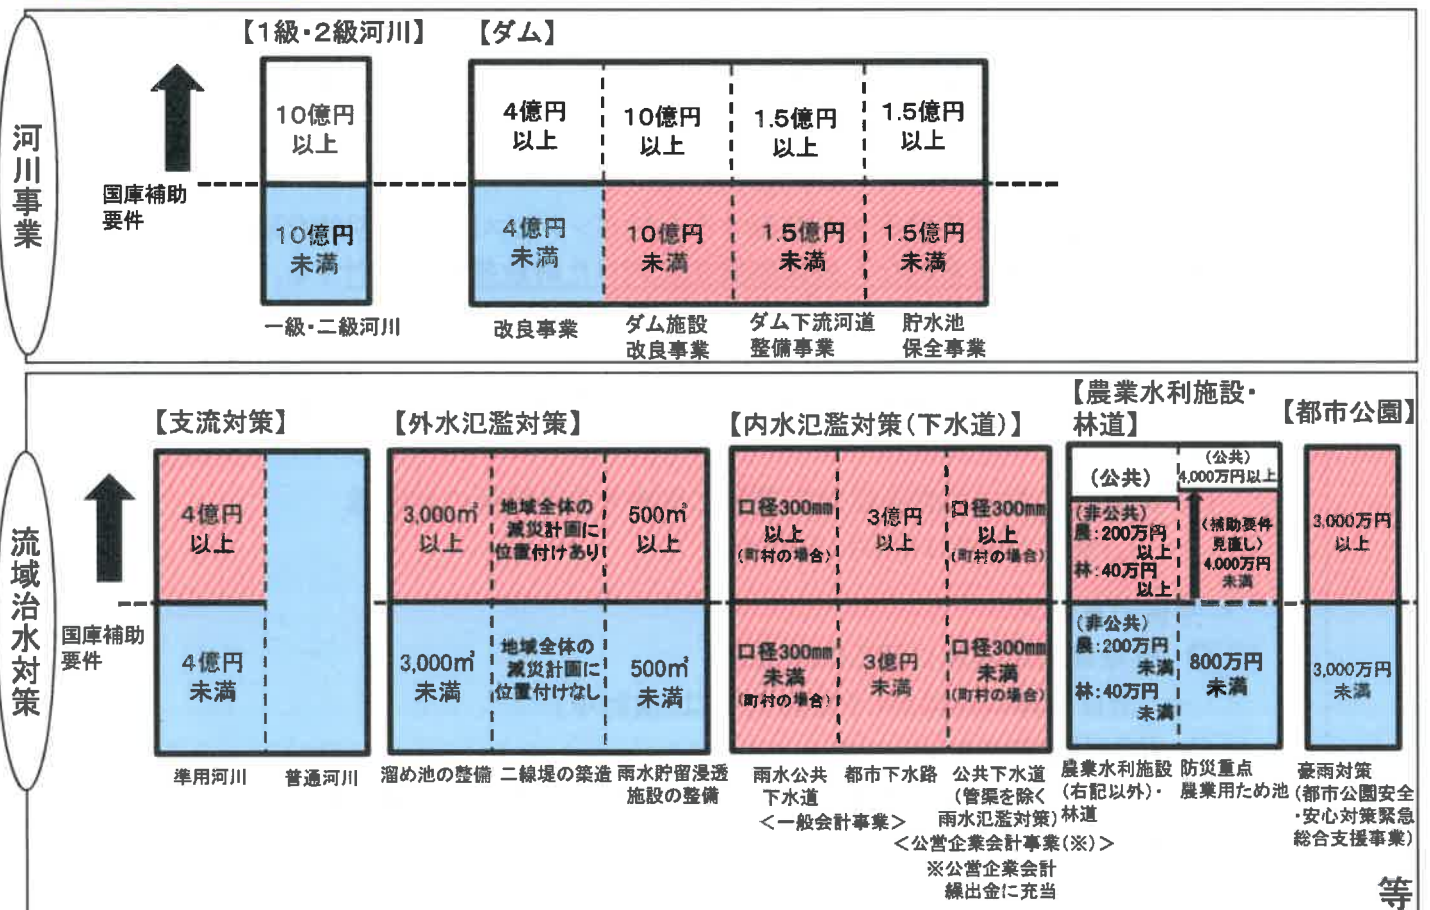 河川事業
【1級・2級河川】
【ダム】
国庫補助
要件
10億円
以上
4億円
以上
10億円
以上
1.5億円
以上
1.5億円
以上
10億円
未満
4億円
未満
10億円
未満
1.5億円
未満
1.5億円
未満
一級・二級河川
改良事業
ダム施設
改良事業
ダム下流河道
整備事業
貯水池
保全事業
流域治水対策
【支流対策】
【外水氾濫対策】
【内水氾濫対策(下水道)】
【農業水利施設・
林道】
【都市公園】
国庫補助
要件
4億円
以上
4億円
未満
3,000㎥
以上
地域全体の
減災計画に
位置付けあり
500㎥
以上
3,000㎥
未満
地域全体の
減災計画に
位置付けなし
500㎥
未満
口径300mm
以上
(町村の場合)
3億円
以上
口径300mm
以上
(町村の場合)
口径300mm
未満
(町村の場合)
3億円
未満
口径300mm
未満
(町村の場合)
(公共)
(公共)
4,000万円以上
(非公共)
農:200万円
以上
林:40万円
以上
(補助要件
見直し)
4,000万円
未満
(非公共)
農:200万円
未満
林:40万円
未満
800万円
未満
3,000万円
以上
3,000万円
未満
準用河川
普通河川
溜め池の整備
二線堤の築造
雨水貯留浸透
施設の整備
雨水公共
下水道
都市下水路
<一般会計事業>
公共下水道
(管渠を除く
雨水氾濫対策)
<公営企業会計事業(※)>
※公営企業会計
繰出金に充当
農業水利施設
(右記以外)・
林道
防災重点
農業用ため池
豪雨対策
(都市公園安全
・安心対策緊急
総合支援事業)
等